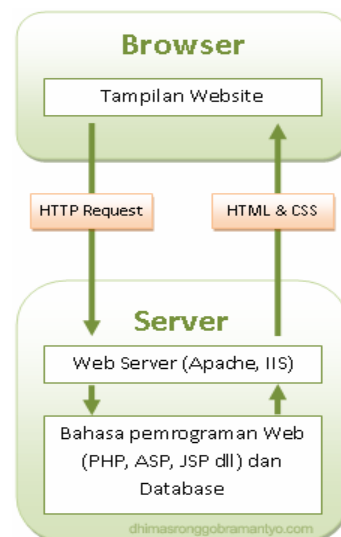 Browser
Tampilan Website
HTTP Request
HTML & CSS
Server
Web Server (Apache, IIS)
Bahasa pemrograman Web
(PHP, ASP, JSP dll) dan
Database
dhimasronggobramantyo.com